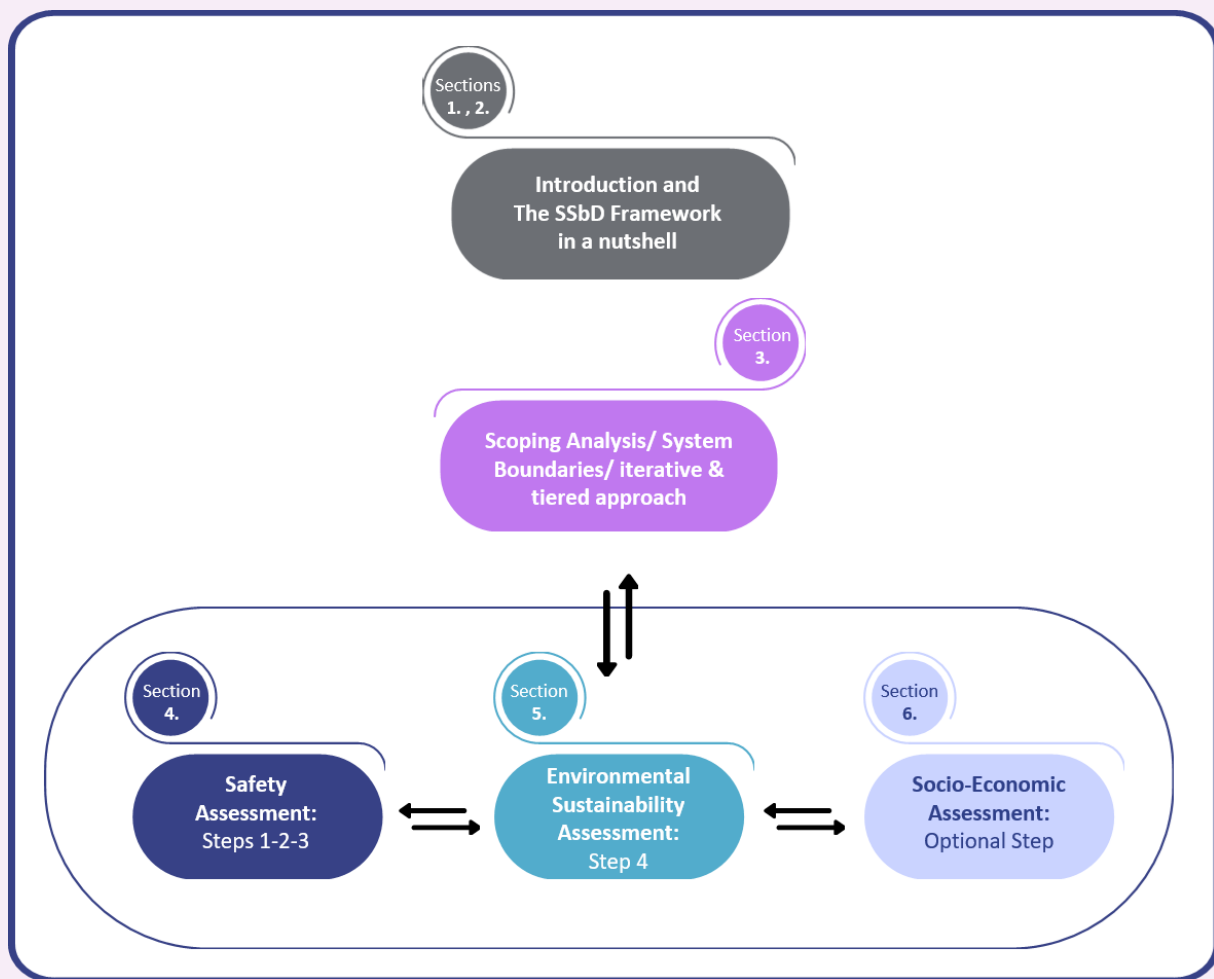 Sections
1. , 2.
Introduction and
The SSbD Framework
in a nutshell
Section
3.
Scoping Analysis/ System
Boundaries/ iterative &
tiered approach
Section
4.
Safety
Assessment:
Steps 1-2-3
Section
5.
Environmental
Sustainability
Assessment:
Step 4
Section
6.
Socio-Economic
Assessment:
Optional Step